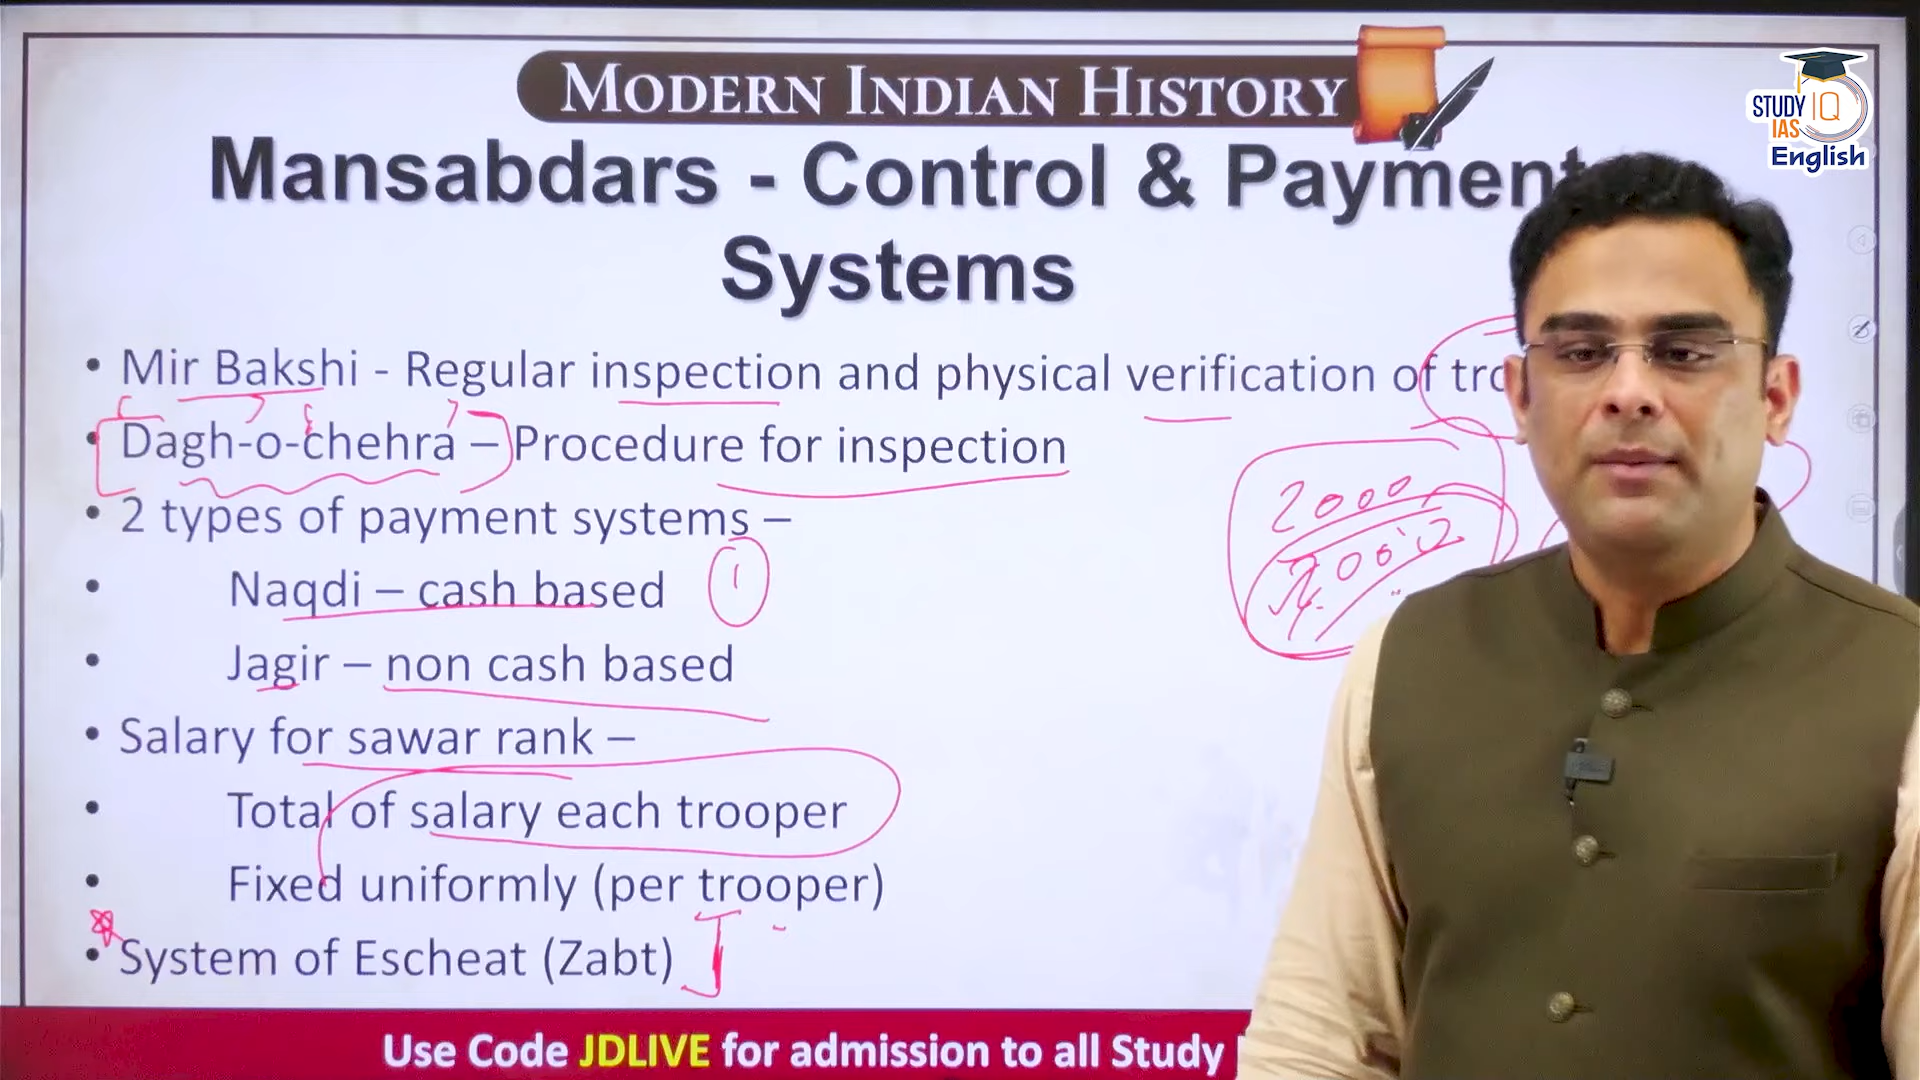 MODERN INDIAN HISTORY
STUDY IQ
IAS
English
Mansabdars - Control & Payment
Systems
• Mir Bakshi - Regular inspection and physical verification of
• Dagh-o-chehra – Procedure for inspection
• 2 types of payment systems –
• Naqdi – cash based
1
• Jagir – non cash based
2000
• Salary for sawar rank –
• Total of salary each trooper
• Fixed uniformly (per trooper)
• System of Escheat (Zabt)
Use Code JDLIVE for admission to all Study